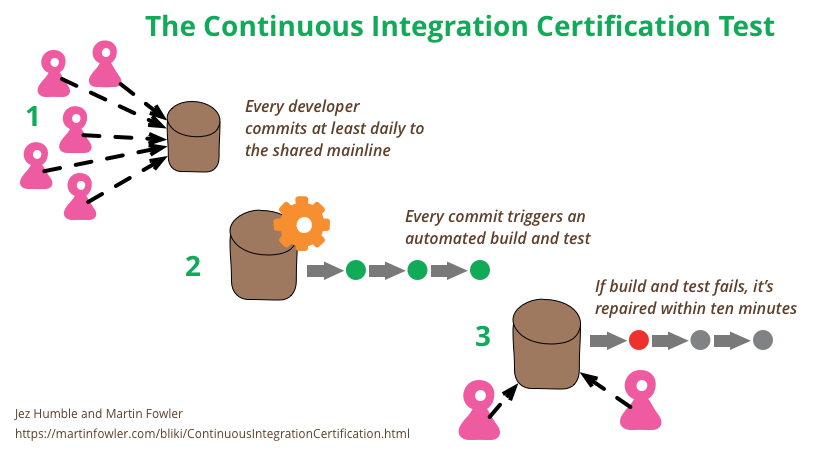 The Continuous Integration Certification Test
1
Every developer
commits at least daily to
the shared mainline
2
Every commit triggers an
automated build and test
3
If build and test fails, it’s
repaired within ten minutes
Jez Humble and Martin Fowler
https://martinfowler.com/bliki/ContinuousIntegrationCertification.html